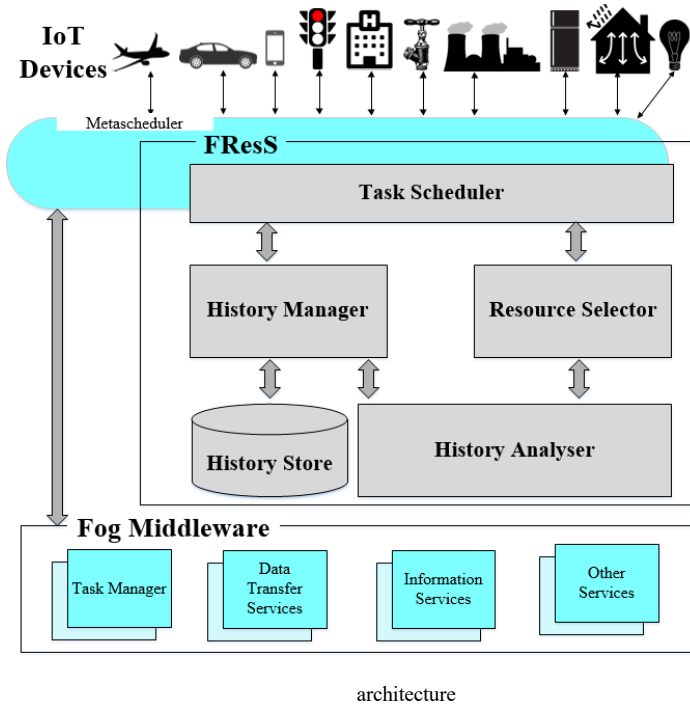 IoT
Devices
H
Metascheduler
FResS
Task Scheduler
History Manager
Resource Selector
History Store
History Analyser
Fog Middleware
Task Manager
Data
Transfer
Services
Information
Services
Other
Services
architecture